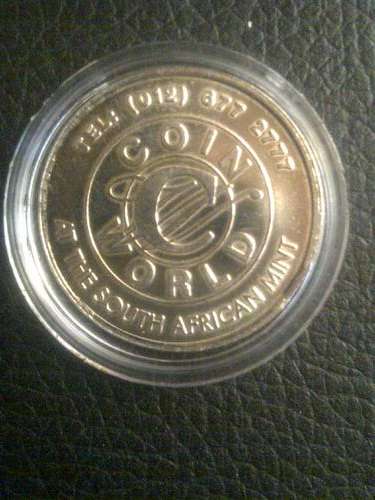 TEL: (012) 677 2777
COIN
WORLD
AT THE SOUTH AFRICAN MINT